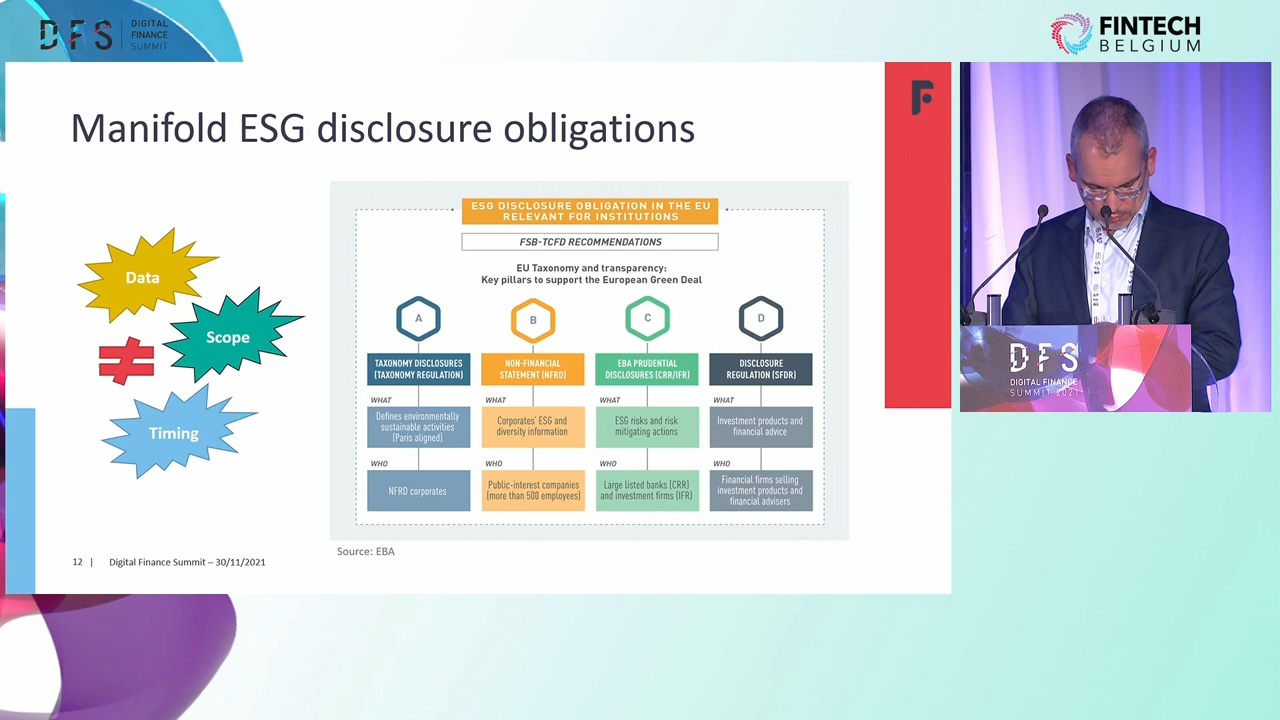 DFS
DIGITAL
FINANCE
SUMMIT
FINTECH
BELGIUM
Manifold ESG disclosure obligations
Data
Scope
≠
Timing
ESG DISCLOSURE OBLIGATION IN THE EU
RELEVANT FOR INSTITUTIONS
FSB-TCFD RECOMMENDATIONS
EU Taxonomy and transparency:
Key pillars to support the European Green Deal
A
B
C
D
TAXONOMY DISCLOSURES
(TAXONOMY REGULATION)
NON-FINANCIAL
STATEMENT (NFRD)
EBA PRUDENTIAL
DISCLOSURES (CRR/IFR)
DISCLOSURE
REGULATION (SFDR)
WHAT
WHAT
WHAT
WHAT
Defines environmentally
sustainable activities
(Paris aligned)
Corporates' ESG and
diversity information
ESG risks and risk
mitigating actions
Investment products and
financial advice
WHO
WHO
WHO
WHO
NFRD corporates
Public-interest companies
(more than 500 employees)
Large listed banks (CRR)
and investment firms (IFR)
Financial firms selling
investment products and
financial advisers
Source: EBA
12 | Digital Finance Summit – 30/11/2021
DFS
DIGITAL FINANCE
SUMMIT 2021